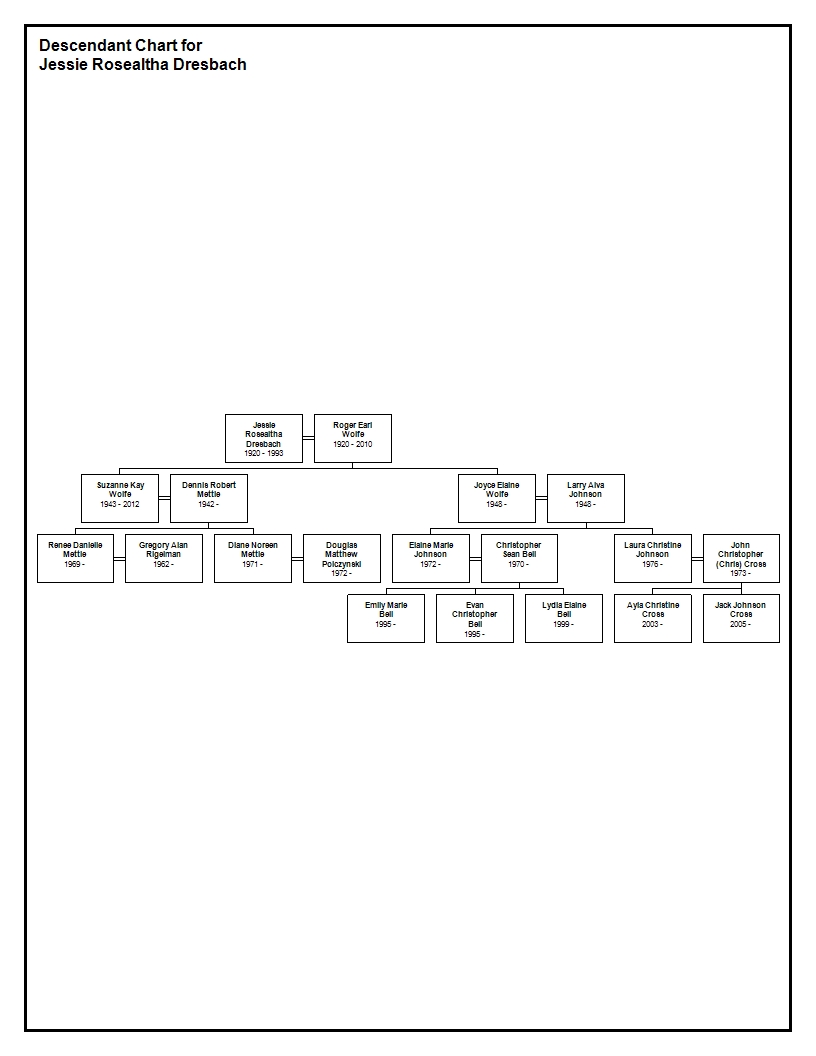 Descendant Chart for
Jessie Rosealtha Dresbach
Jessie
Rosealtha
Dresbach
1920 - 1993
Roger Earl
Wolfe
1920 - 2010
Suzanne Kay
Wolfe
1943 - 2012
Dennis Robert
Mettle
1942 -
Joyce Elaine
Wolfe
1948 -
Larry Alva
Johnson
1948 -
Renee Danielle
Mettle
1969 -
Gregory Alan
Rigelman
1962 -
Diane Noreen
Mettle
1971 -
Douglas
Matthew
Polczynski
1972 -
Elaine Marie
Johnson
1972 -
Christopher
Sean Bell
1970 -
Laura Christine
Johnson
1976 -
John
Christopher
(Chris) Cross
1973 -
Emily Marie
Bell
1995 -
Evan
Christopher
Bell
1995 -
Lydia Elaine
Bell
1999 -
Ayla Christine
Cross
2003 -
Jack Johnson
Cross
2005 -